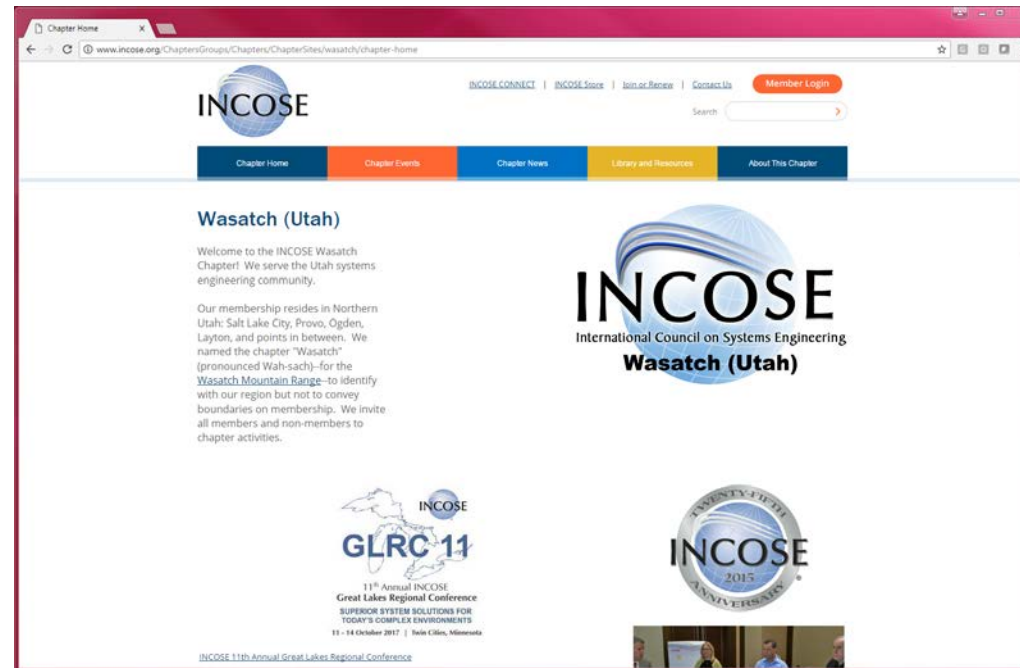 Chapter Home
www.incose.org/ChaptersGroups/Chapters/ChapterSites/wasatch/chapter-home
INCOSE
INCOSE CONNECT | INCOSE Store | Join or Renew | Contact Us
Member Login
Search
Chapter Home
Chapter Events
Chapter News
Library and Resources
About This Chapter
Wasatch (Utah)
Welcome to the INCOSE Wasatch
Chapter! We serve the Utah systems
engineering community.
Our membership resides in Northern
Utah: Salt Lake City, Provo, Ogden,
Layton, and points in between. We
named the chapter "Wasatch"
(pronounced Wah-sach)--for the
Wasatch Mountain Range--to identify
with our region but not to convey
boundaries on membership. We invite
all members and non-members to
chapter activities.
INCOSE
International Council on Systems Engineering
Wasatch (Utah)
INCOSE
GLRC 11
11th Annual INCOSE
Great Lakes Regional Conference
SUPERIOR SYSTEM SOLUTIONS FOR
TODAY'S COMPLEX ENVIRONMENTS
11 - 14 October 2017 | Twin Cities, Minnesota
INCOSE 11th Annual Great Lakes Regional Conference
TWENTY-FIFTH
INCOSE
2015
ANNIVERSARY